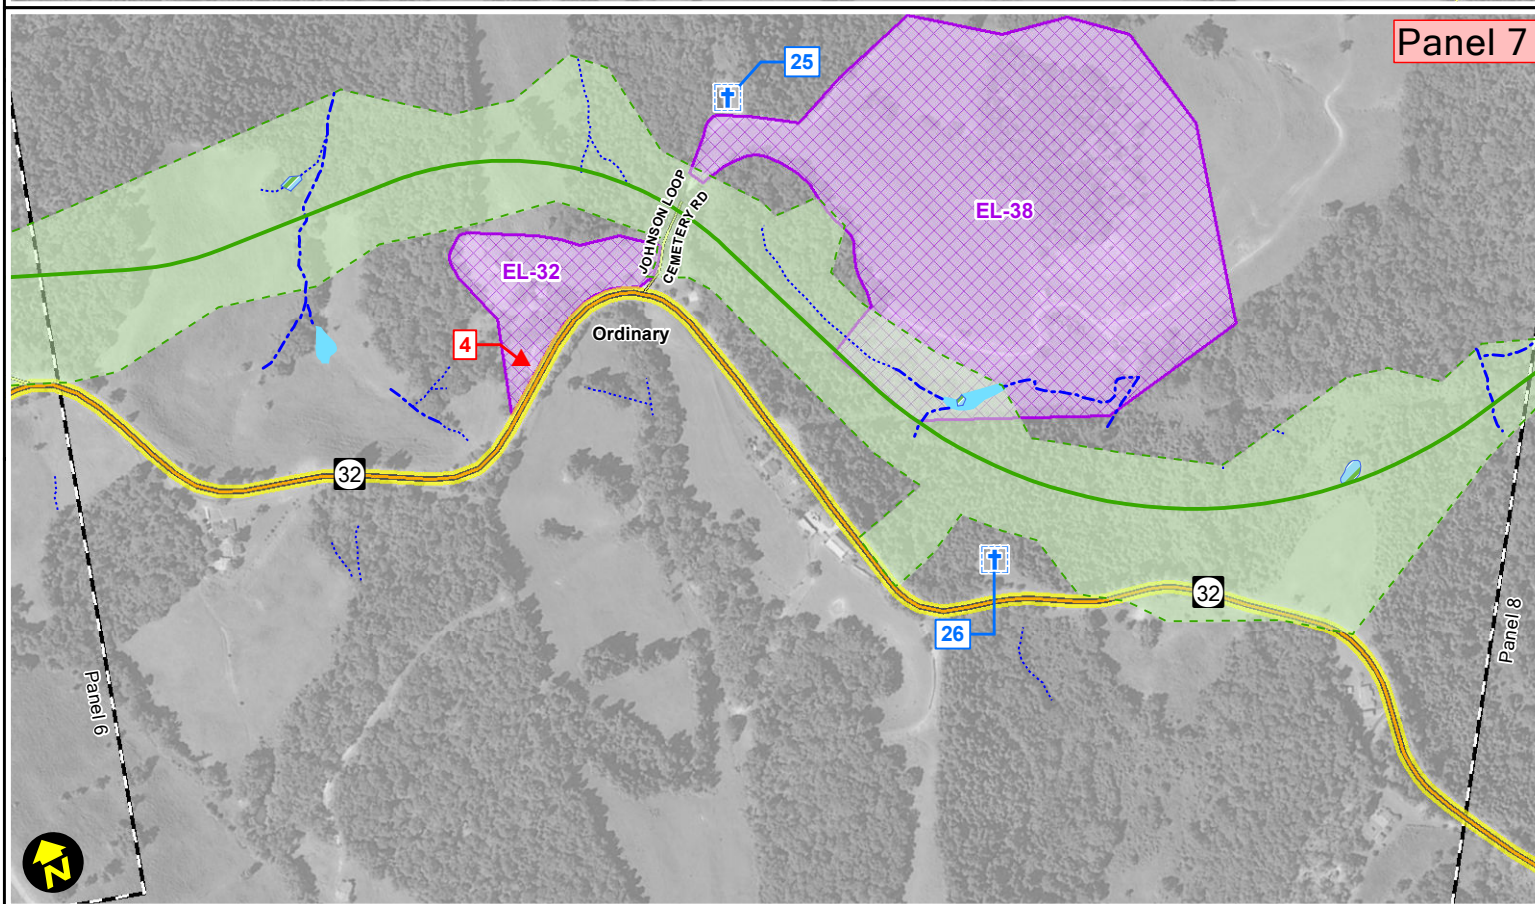 Panel 7
25
EL-38
JOHNSON LOOP
CEMETERY RD
EL-32
4
Ordinary
32
32
26
Panel 6
Panel 8
N